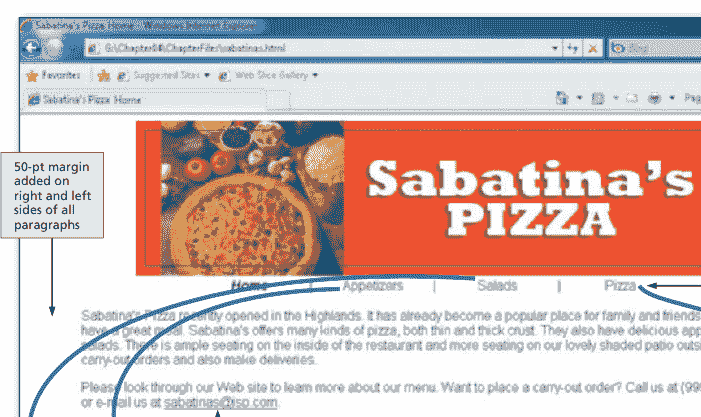 Sabatina's Pizza Home - Windows Internet Explorer
G:\Chapter04\ChapterFiles\sabatinas.html
Bing
Favorites Suggested Sites Web Slice Gallery
Sabatina's Pizza Home
Pag
50-pt margin
added on
right and left
sides of all
paragraphs
Sabatina's
PIZZA
Home | Appetizers | Salads | Pizza
Sabatina's Pizza recently opened in the Highlands. It has already become a popular place for family and friends
have a great meal. Sabatina's offers many kinds of pizza, both thin and thick crust. They also have delicious app
salads. There is ample seating on the inside of the restaurant and more seating on our lovely shaded patio outs
carry-out orders and also make deliveries.
Please look through our Web site to learn more about our menu. Want to place a carry-out order? Call us at (99
or e-mail us at sabatinas@isp.com.